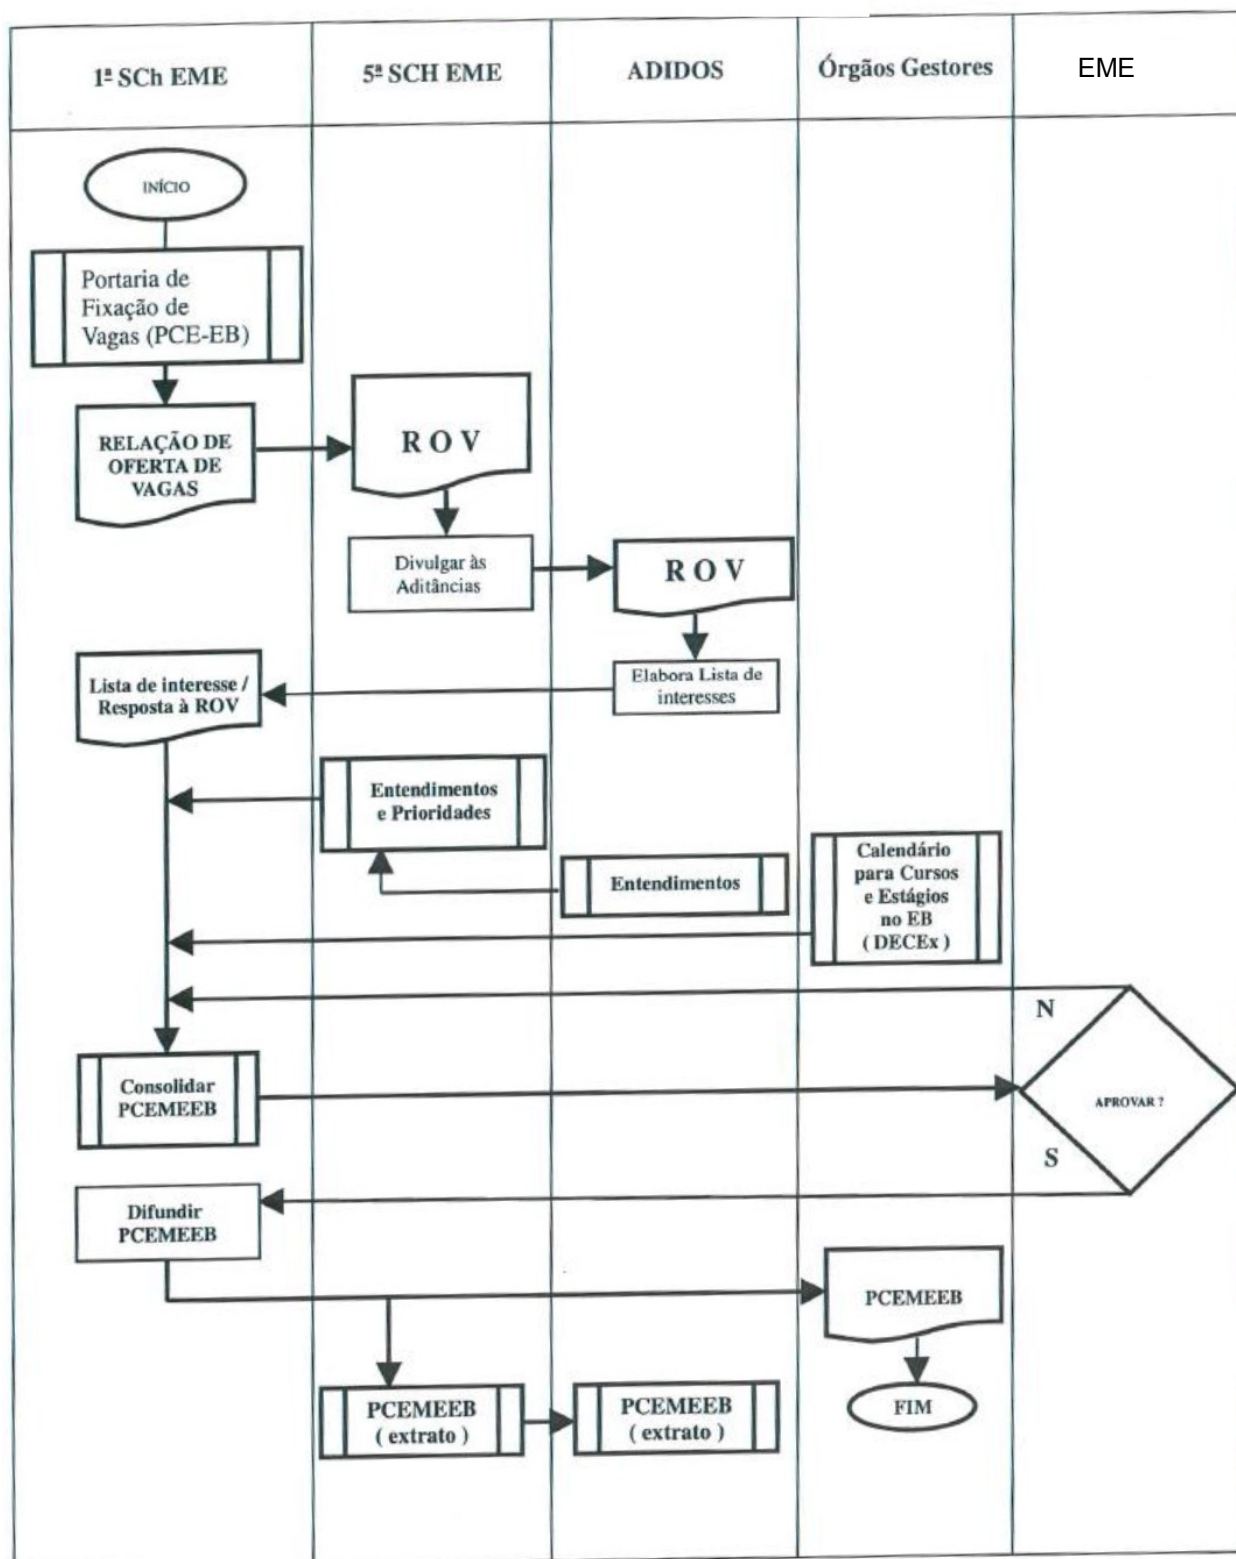 1ª SCh EME
5ª SCH EME
ADIDOS
Órgãos Gestores
EME
INÍCIO
Portaria de
Fixação de
Vagas (PCE-EB)
RELAÇÃO DE
OFERTA DE
VAGAS
R O V
Divulgar às
Aditâncias
R O V
Elabora Lista de
interesses
Lista de interesse /
Resposta à ROV
Entendimentos
e Prioridades
Entendimentos
Calendário
para Cursos
e Estágios
no EB
( DECEx )
N
Consolidar
PCEMEEB
APROVAR ?
S
Difundir
PCEMEEB
PCEMEEB
PCEMEEB
( extrato )
PCEMEEB
( extrato )
FIM